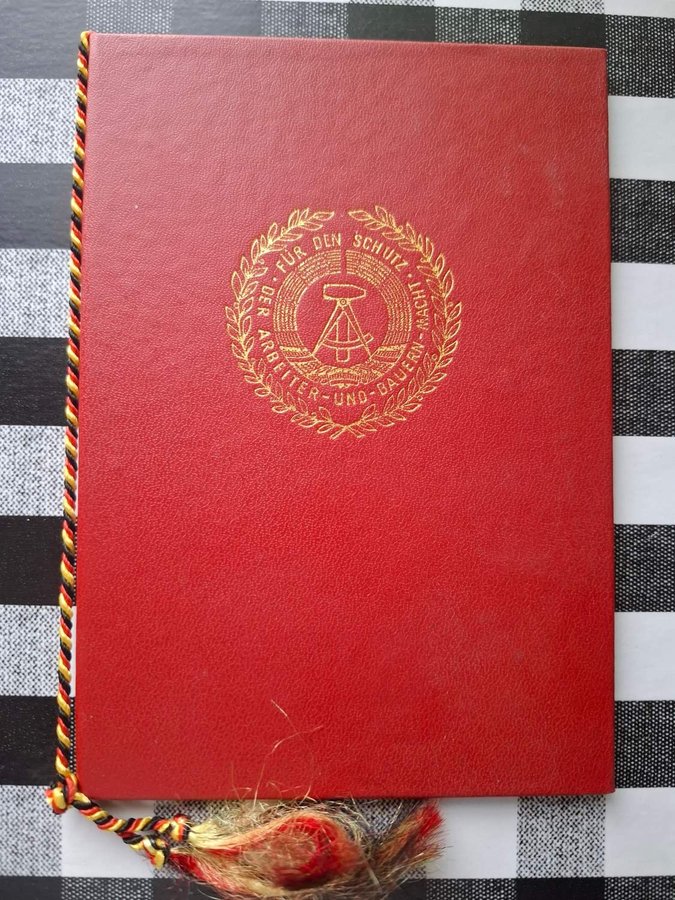 · FÜR DEN SCHUTZ ·
DER ARBEITER-UND-BAUERN-MACHT